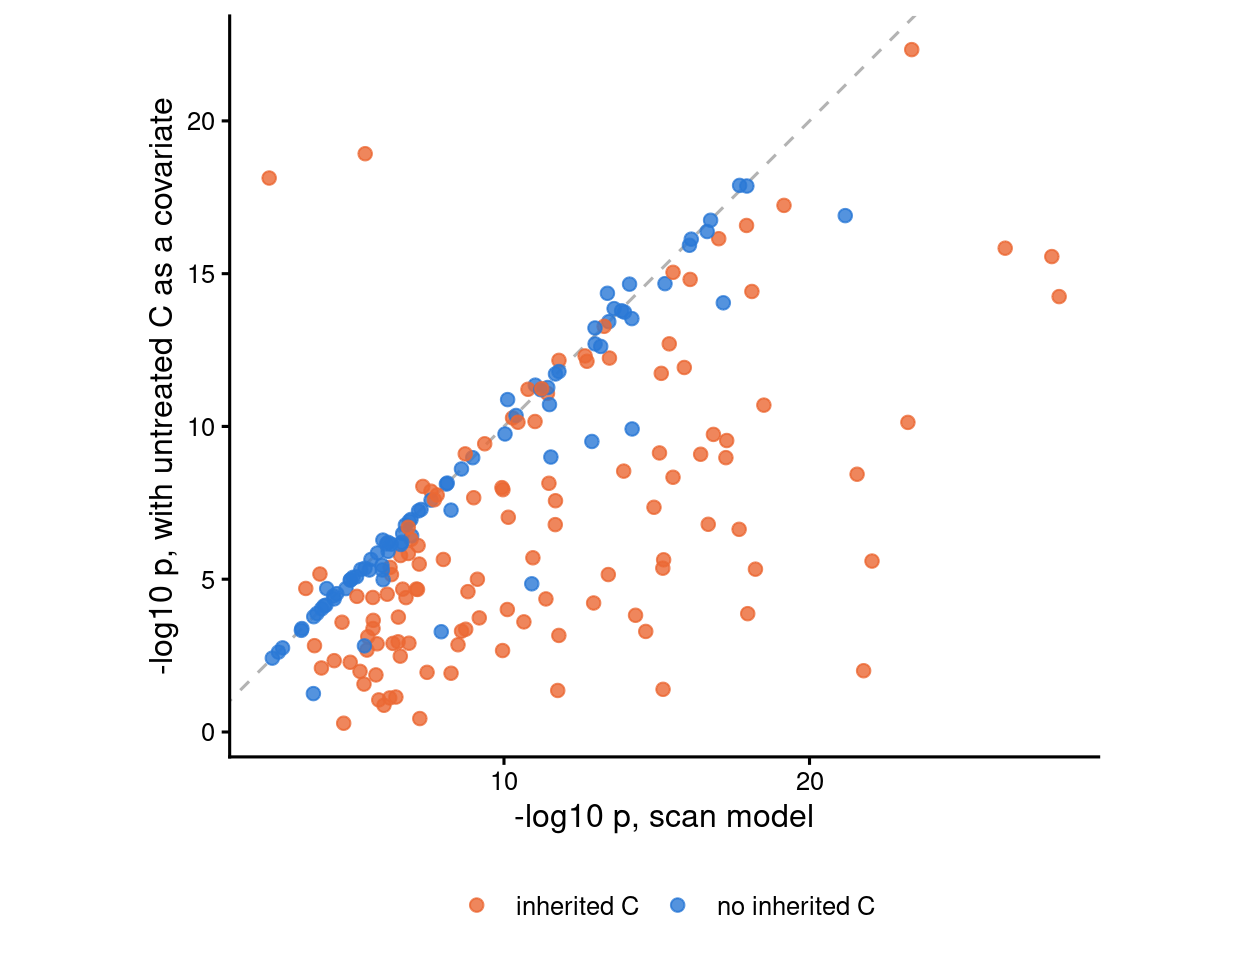 -log10 p, with untreated C as a covariate
20
15
10
5
0
10 20
-log10 p, scan model
inherited C no inherited C